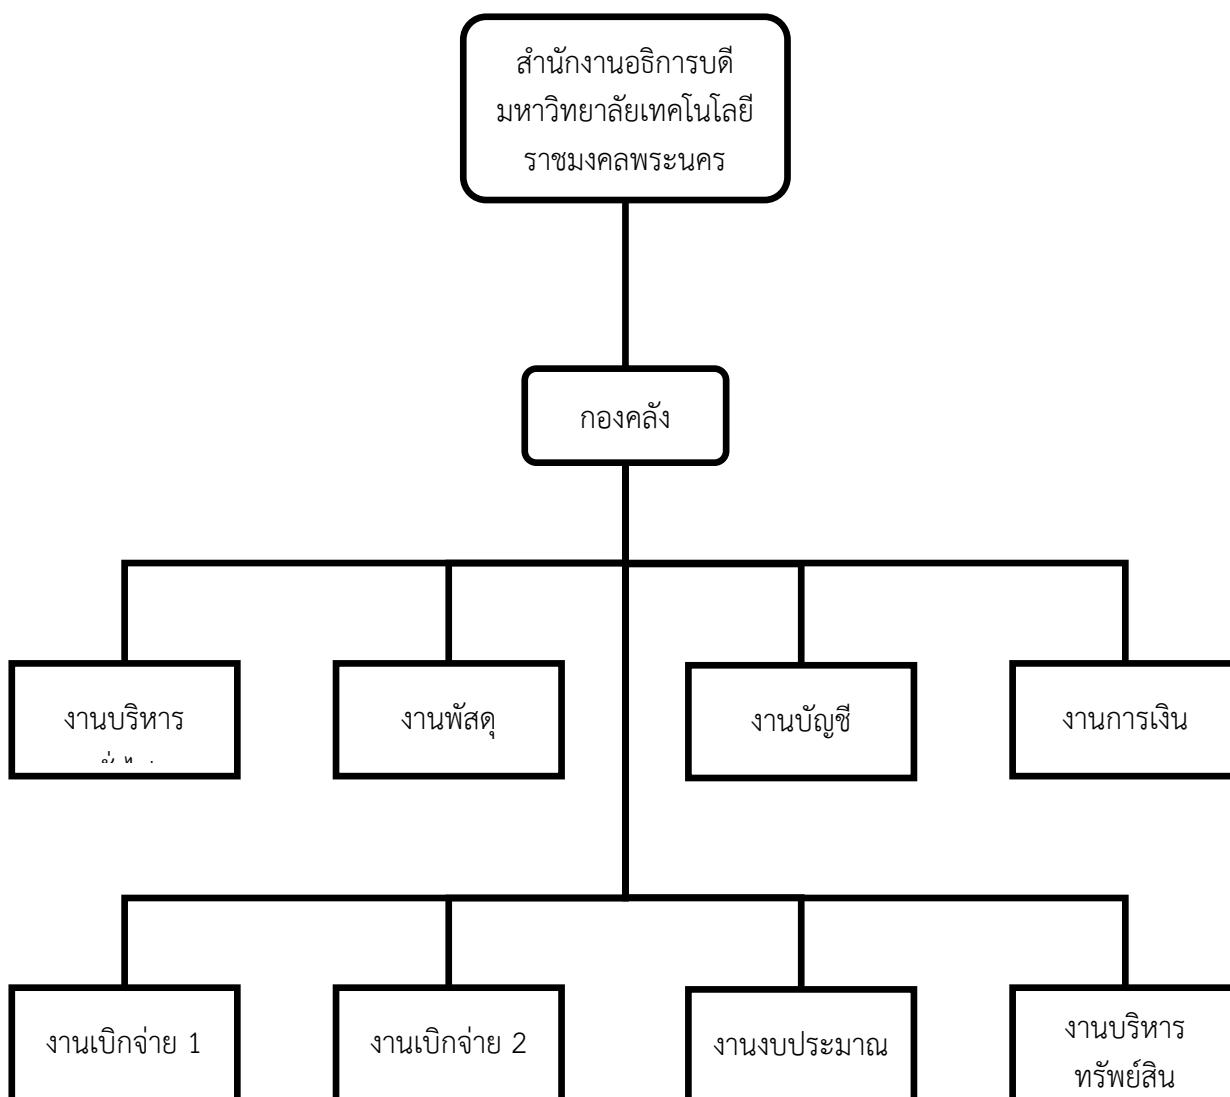 สำนักงานอธิการบดี
มหาวิทยาลัยเทคโนโลยี
ราชมงคลพระนคร
กองคลัง
งานบริหาร
งานพัสดุ
งานบัญชี
งานการเงิน
งานเบิกจ่าย 1
งานเบิกจ่าย 2
งานงบประมาณ
งานบริหาร
ทรัพย์สิน